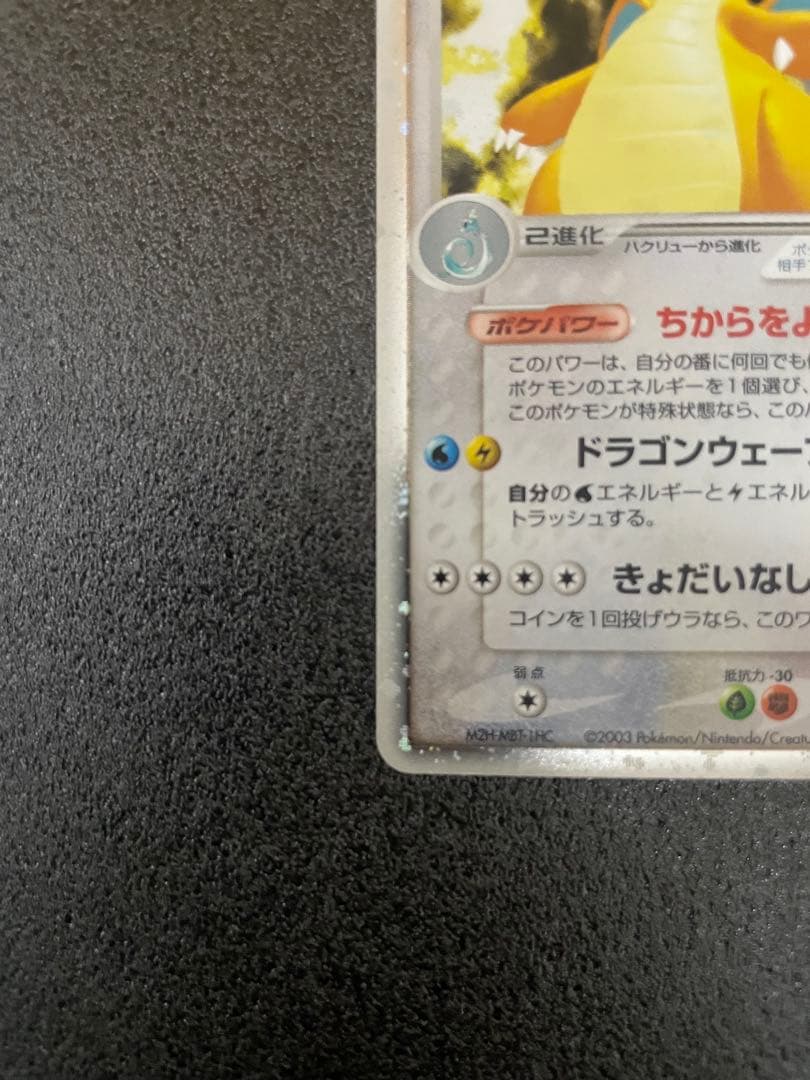 2進化
ハクリューから進化
ポ
相手
ポケパワー
ちからをよ
このパワーは、自分の番に何回でも
ポケモンのエネルギーを1個選び、
このポケモンが特殊状態なら、この
ドラゴンウェー
自分のエネルギーとエネル
トラッシュする。
きょだいなし
コインを1回投げウラなら、このワ
弱点
抵抗力 -30
©2003 Pokémon/Nintendo/Creatu